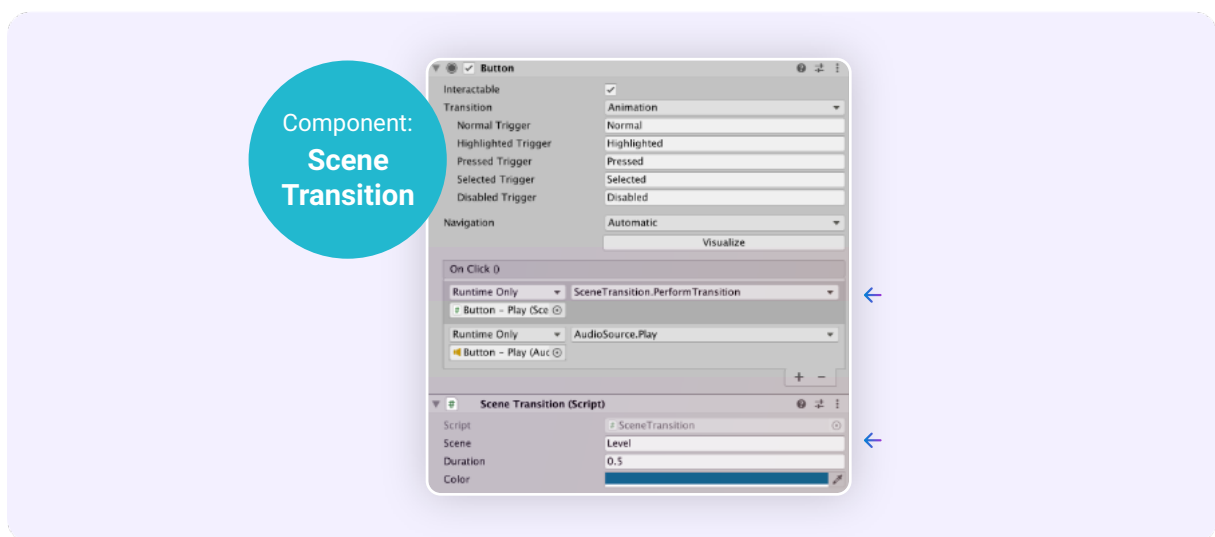 Component:
Scene
Transition
Button
Interactable
Transition Animation
Normal Trigger Normal
Highlighted Trigger Highlighted
Pressed Trigger Pressed
Selected Trigger Selected
Disabled Trigger Disabled
Navigation Automatic
Visualize
On Click ()
Runtime Only SceneTransition.PerformTransition
# Button - Play (Sce
Runtime Only AudioSource.Play
Button - Play (Auc
+ -
# Scene Transition (Script)
Script # SceneTransition
Scene Level
Duration 0.5
Color